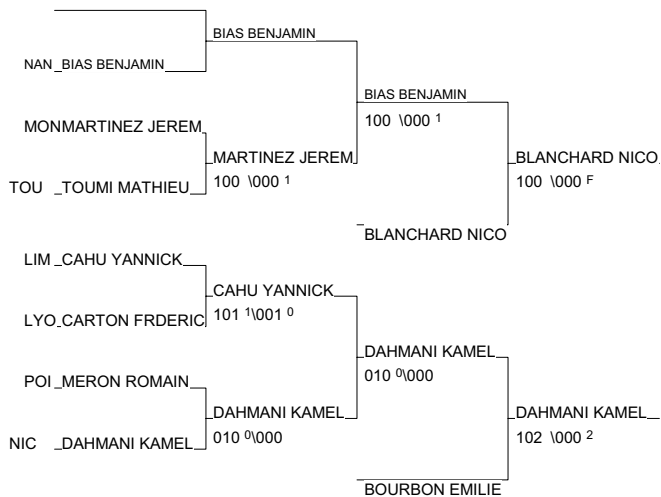 BIAS BENJAMIN
NAN BIAS BENJAMIN
BIAS BENJAMIN
100 \000 1
MONMARTINEZ JEREM
MARTINEZ JEREM
100 \000 1
BLANCHARD NICO
100 \000 F
TOU TOUMI MATHIEU
BLANCHARD NICO
LIM CAHU YANNICK
CAHU YANNICK
101 1\001 0
LYO CARTON FRDERIC
DAHMANI KAMEL
010 0\000
POI MERON ROMAIN
DAHMANI KAMEL
010 0\000
DAHMANI KAMEL
102 \000 2
NIC DAHMANI KAMEL
BOURBON EMILIE